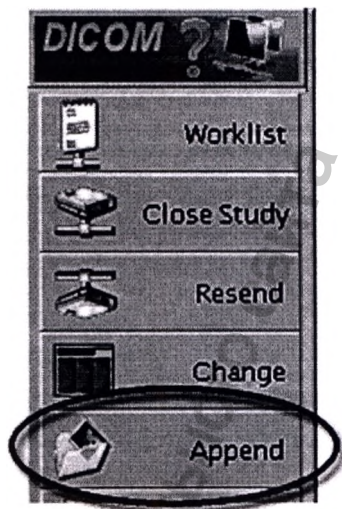 DICOM ?
Worklist
Close Study
Resend
Change
Append